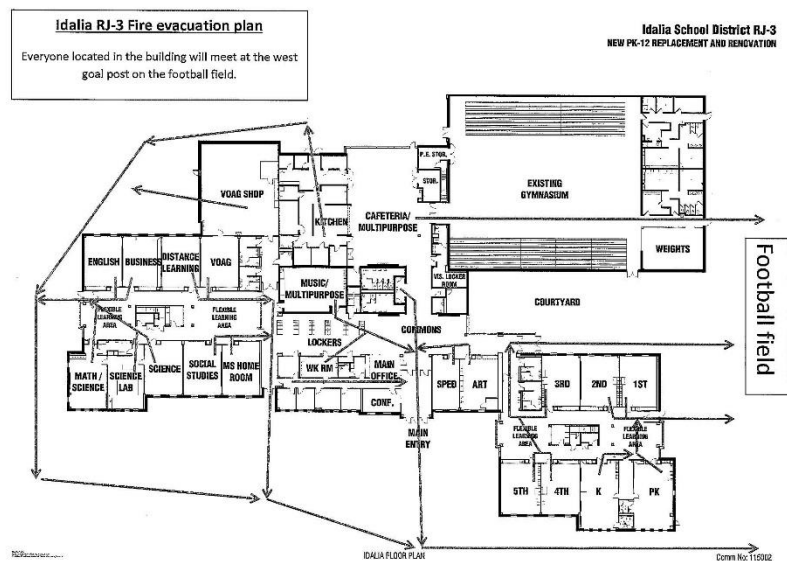 Idalia RJ-3 Fire evacuation plan
Everyone located in the building will meet at the west
goal post on the football field.
Idalia School District RJ-3
NEW PK-12 REPLACEMENT AND RENOVATION
P.E. STOR.
STOR.
VOAG SHOP
KITCHEN
CAFETERIA/
MULTIPURPOSE
EXISTING
GYMNASIUM
WEIGHTS
Football field
ENGLISH
BUSINESS
DISTANCE
LEARNING
VOAG
MUSIC/
MULTIPURPOSE
VIS. LOCKER
ROOM
COURTYARD
FLEXIBLE
LEARNING
AREA
FLEXIBLE
LEARNING
AREA
COMMONS
LOCKERS
MATH /
SCIENCE
SCIENCE
LAB
SCIENCE
SOCIAL
STUDIES
MS HOME
ROOM
WK RM
MAIN
OFFICE
CONF.
SPED
ART
3RD
2ND
1ST
MAIN
ENTRY
FLEXIBLE
LEARNING
AREA
FLEXIBLE
LEARNING
AREA
5TH
4TH
K
PK
IDALIA FLOOR PLAN
Comm No: 115002